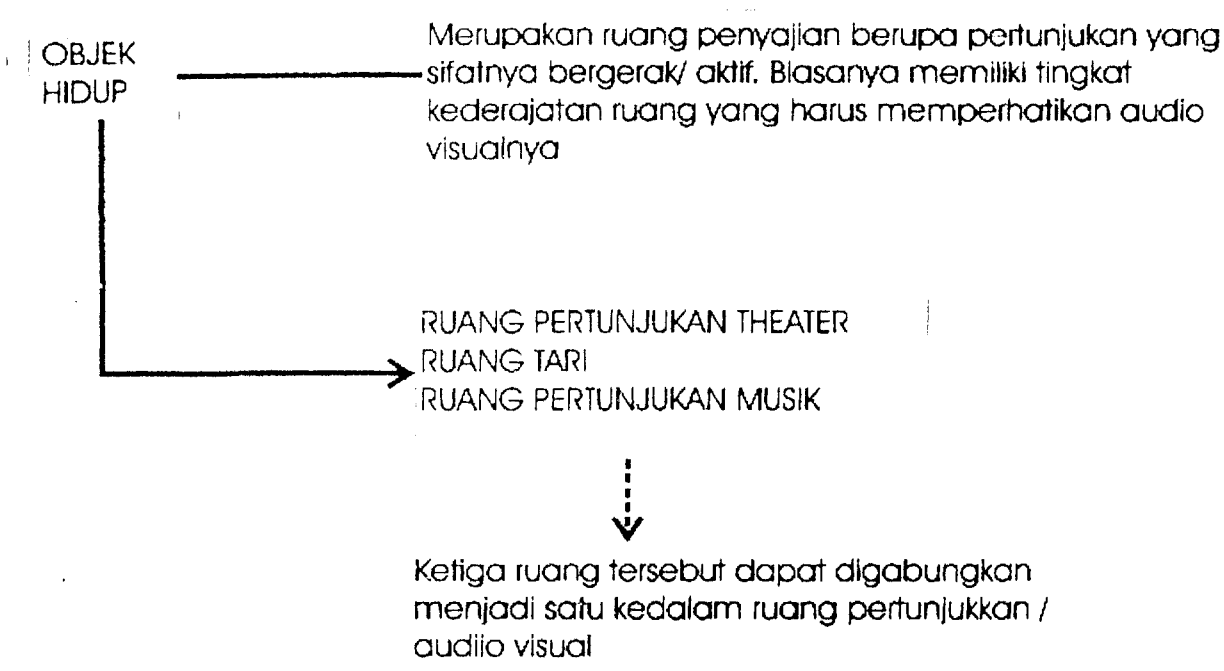 OBJEK
HIDUP
Merupakan ruang penyajian berupa pertunjukan yang
sifatnya bergerak/ aktif. Biasanya memiliki tingkat
kederajatan ruang yang harus memperhatikan audio
visualnya
RUANG PERTUNJUKAN THEATER
RUANG TARI
RUANG PERTUNJUKAN MUSIK
Ketiga ruang tersebut dapat digabungkan
menjadi satu kedalam ruang pertunjukkan /
audiio visual